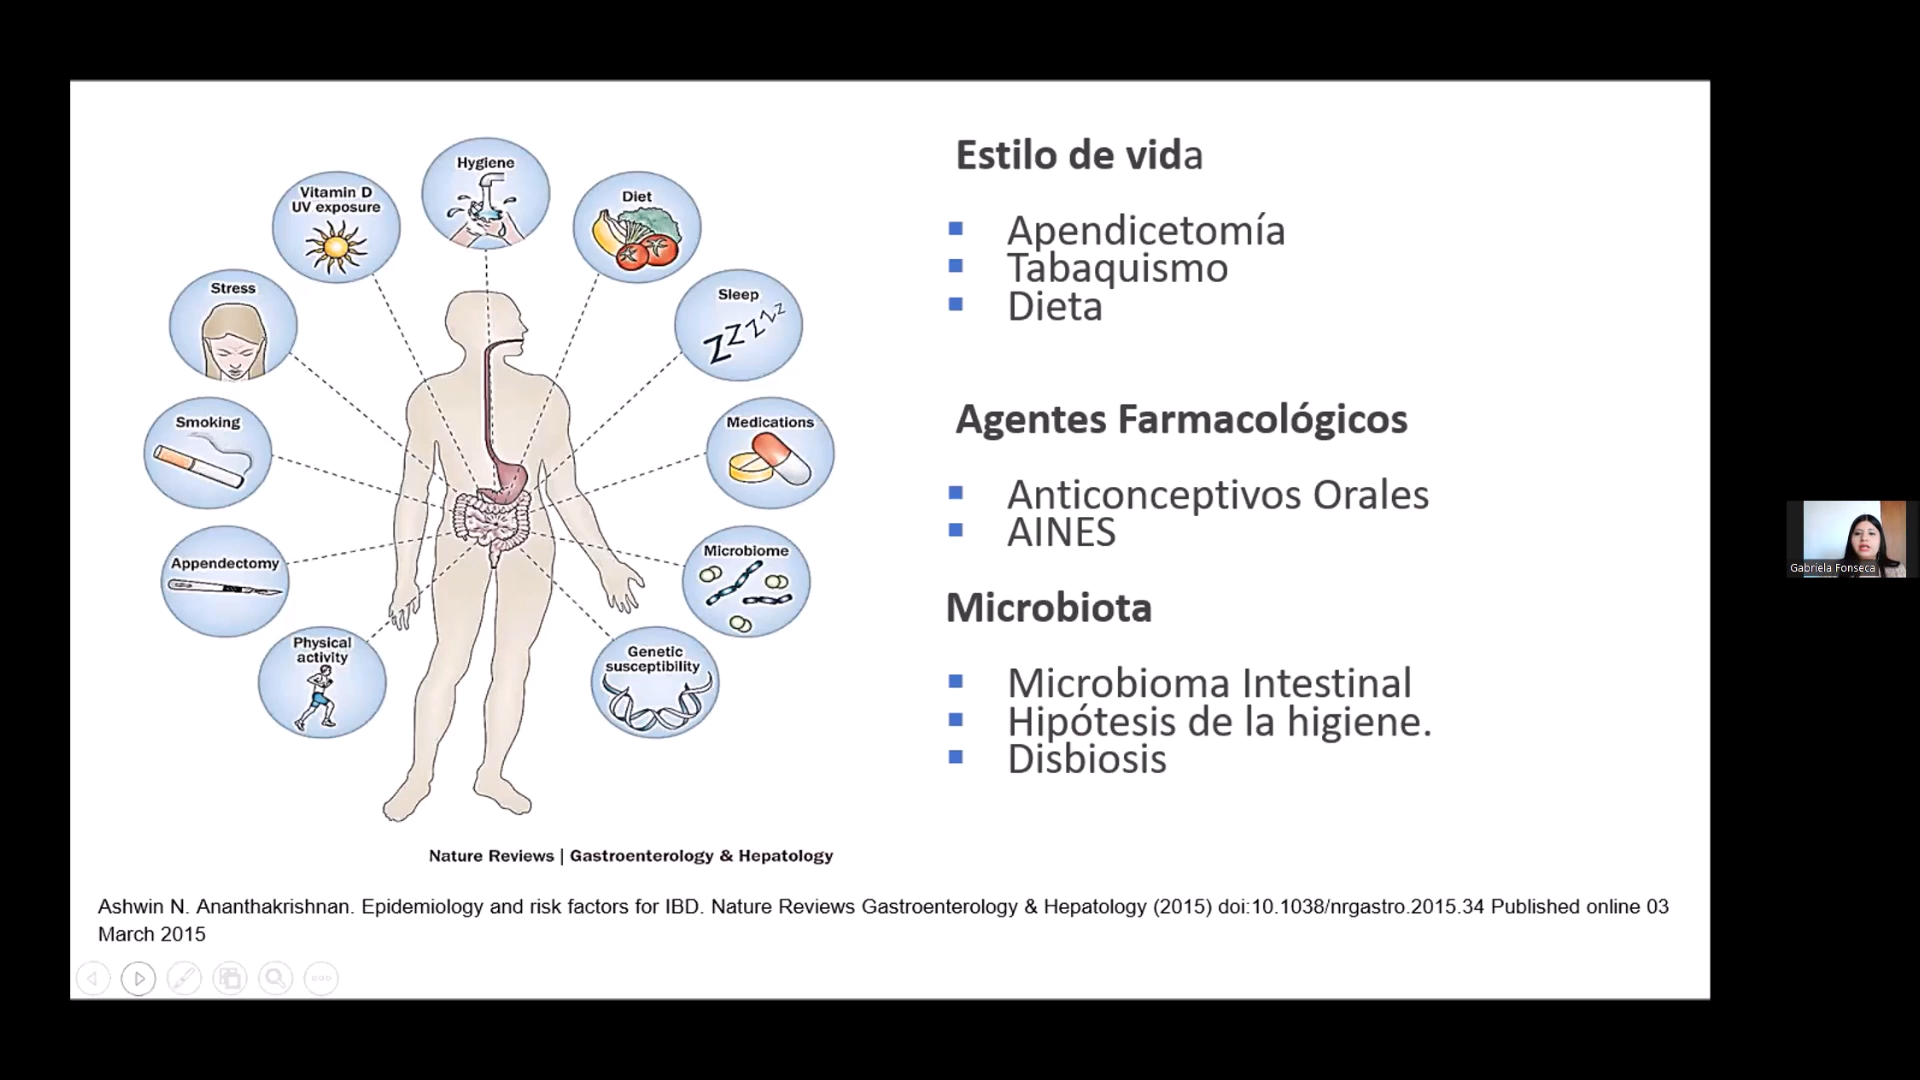 Hygiene
Vitamin D
UV exposure
Diet
Stress
Sleep
ZZZZZ
Smoking
Medications
Appendectomy
Microbiome
Physical
activity
Genetic
susceptibility
Nature Reviews | Gastroenterology & Hepatology
Estilo de vida
Apendicetomía
Tabaquismo
Dieta
Agentes Farmacológicos
Anticonceptivos Orales
AINES
Microbiota
Microbioma Intestinal
Hipótesis de la higiene.
Disbiosis
Ashwin N. Ananthakrishnan. Epidemiology and risk factors for IBD. Nature Reviews Gastroenterology & Hepatology (2015) doi:10.1038/nrgastro.2015.34 Published online 03
March 2015
Gabriela Fonseca